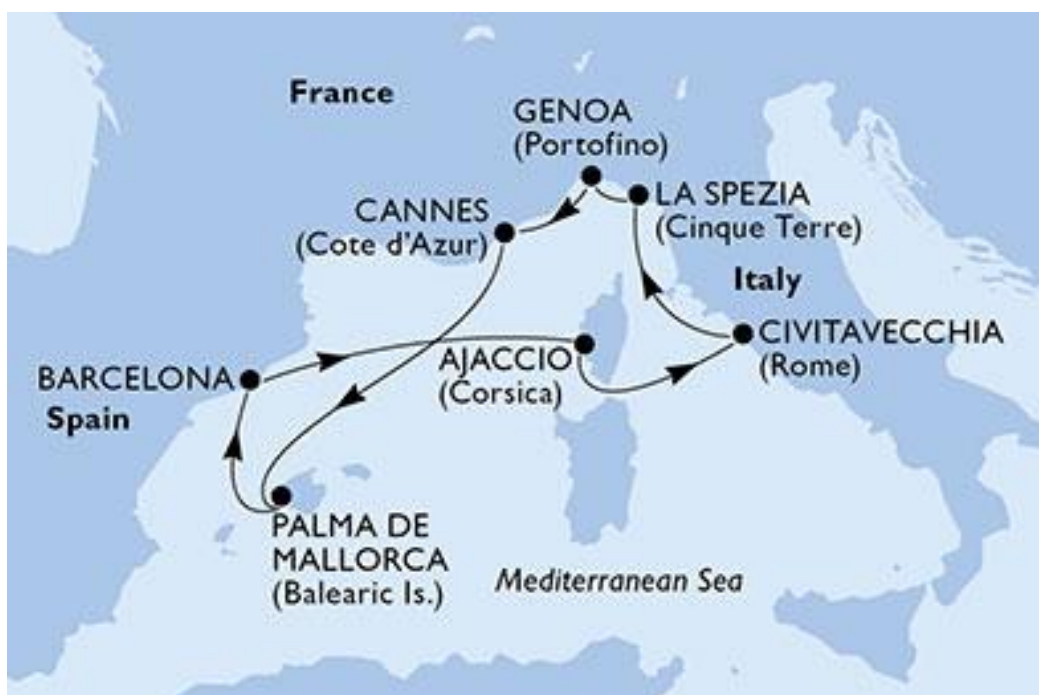 France
GENOA
(Portofino)
LA SPEZIA
(Cinque Terre)
CANNES
(Cote d'Azur)
Italy
CIVITAVECCHIA
(Rome)
AJACCIO
(Corsica)
BARCELONA
Spain
PALMA DE
MALLORCA
(Balearic Is.)
Mediterranean Sea